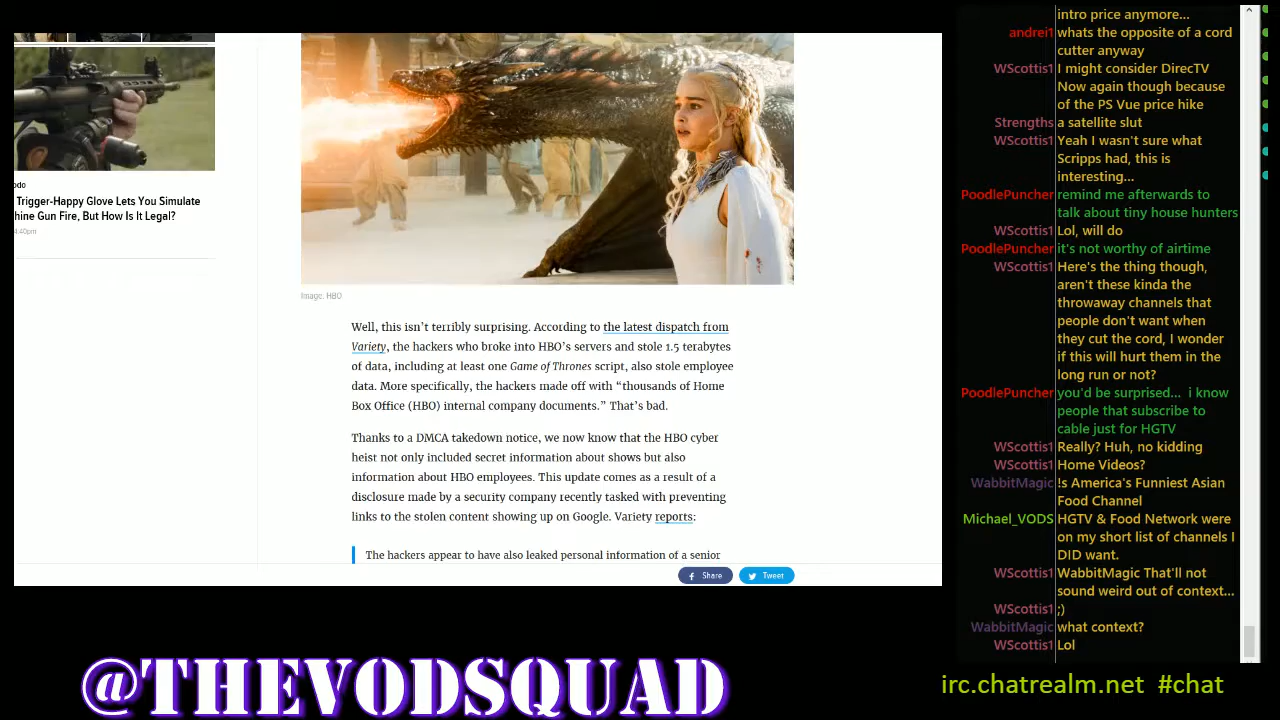 odo
Trigger-Happy Glove Lets You Simulate
hine Gun Fire, But How Is It Legal?
4:40pm
Image: HBO
Well, this isn't terribly surprising. According to the latest dispatch from
Variety, the hackers who broke into HBO's servers and stole 1.5 terabytes
of data, including at least one Game of Thrones script, also stole employee
data. More specifically, the hackers made off with “thousands of Home
Box Office (HBO) internal company documents.” That's bad.
Thanks to a DMCA takedown notice, we now know that the HBO cyber
heist not only included secret information about shows but also
information about HBO employees. This update comes as a result of a
disclosure made by a security company recently tasked with preventing
links to the stolen content showing up on Google. Variety reports:
The hackers appear to have also leaked personal information of a senior
Share
Tweet
intro price anymore...
andrei1 whats the opposite of a cord
cutter anyway
WScottis1 I might consider DirecTV
Now again though because
of the PS Vue price hike
Strengths a satellite slut
WScottis1 Yeah I wasn't sure what
Scripps had, this is
interesting...
PoodlePuncher remind me afterwards to
talk about tiny house hunters
WScottis1 Lol, will do
PoodlePuncher it's not worthy of airtime
WScottis1 Here's the thing though,
aren't these kinda the
throwaway channels that
people don't want when
they cut the cord, I wonder
if this will hurt them in the
long run or not?
PoodlePuncher you'd be surprised... i know
people that subscribe to
cable just for HGTV
WScottis1 Really? Huh, no kidding
WScottis1 Home Videos?
WabbitMagic !s America's Funniest Asian
Food Channel
Michael_VODS HGTV & Food Network were
on my short list of channels I
DID want.
WScottis1 WabbitMagic That'll not
sound weird out of context...
WScottis1 ;)
WabbitMagic what context?
WScottis1 Lol
@THEVODSQUAD
irc.chatrealm.net #chat